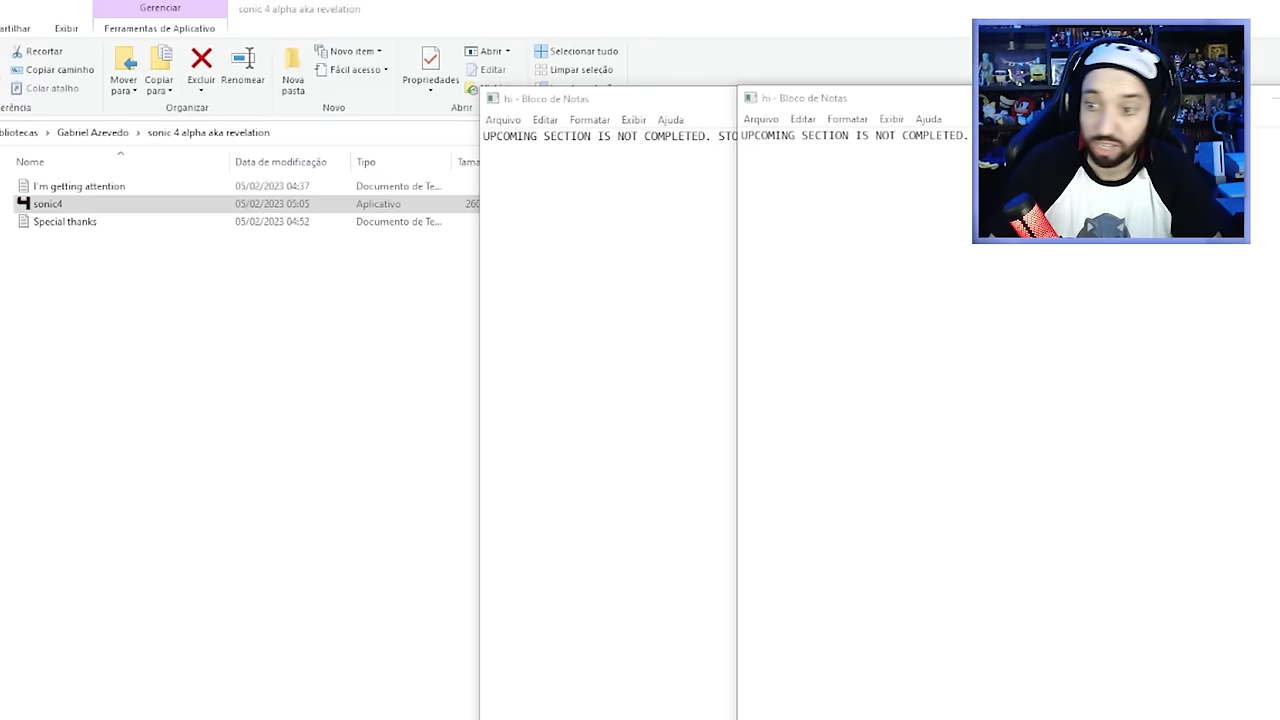 Gerenciar
sonic 4 alpha aka revelation
artilhar
Exibir
Ferramentas de Aplicativo
Recortar
Copiar caminho
Colar atalho
Mover para
Copiar para
Excluir
Renomear
Nova pasta
Novo item
Fácil acesso
Propriedades
Abrir
Editar
Selecionar tudo
Limpar seleção
erência
Organizar
Novo
Abrir
bliotecas > Gabriel Azevedo > sonic 4 alpha aka revelation
Nome Data de modificação Tipo Tama
I'm getting attention 05/02/2023 04:37 Documento de Te...
sonic4 05/02/2023 05:05 Aplicativo 260
Special thanks 05/02/2023 04:52 Documento de Te...
hi - Bloco de Notas
Arquivo Editar Formatar Exibir Ajuda
UPCOMING SECTION IS NOT COMPLETED. STO
hi - Bloco de Notas
Arquivo Editar Formatar Exibir Ajuda
UPCOMING SECTION IS NOT COMPLETED.